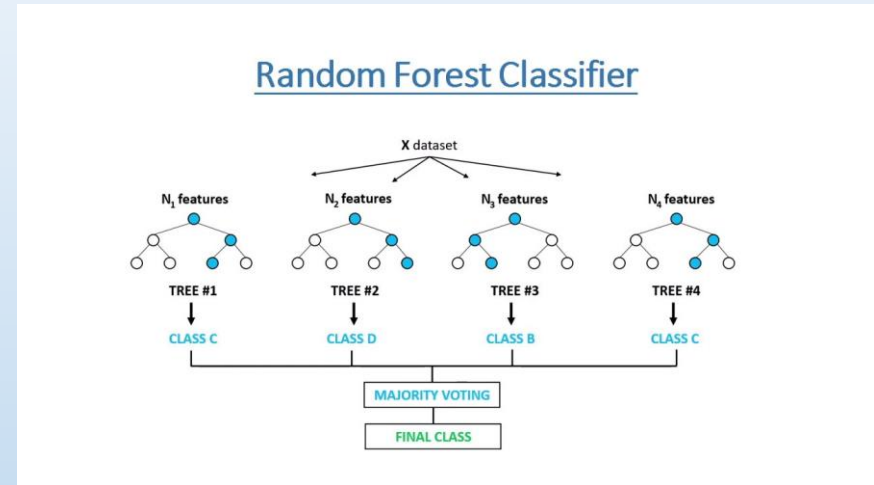 Random Forest Classifier
X dataset
N₁ features N₂ features N₃ features N₄ features
TREE #1 TREE #2 TREE #3 TREE #4
CLASS C CLASS D CLASS B CLASS C
MAJORITY VOTING
FINAL CLASS